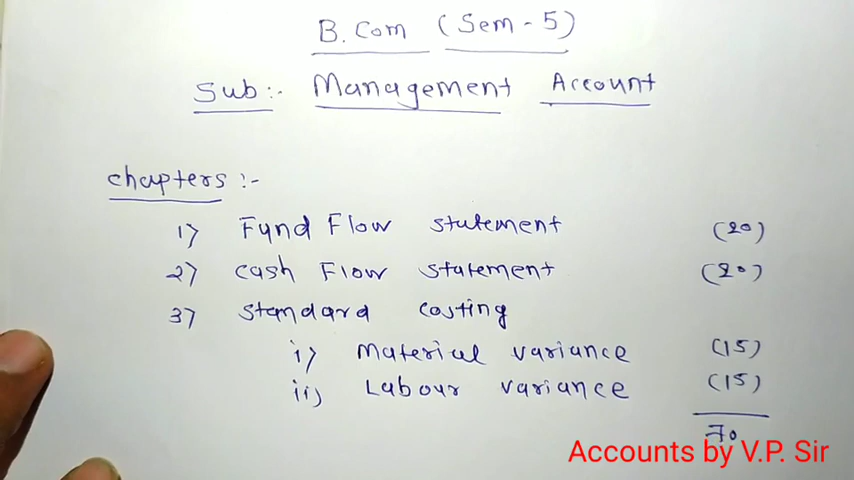 B. Com (Sem - 5)
Sub:- Management Account
chapters :-
1) Fund Flow statement (20)
2) cash Flow statement (20)
3) standard costing
i) Material variance (15)
ii) Labour variance (15)
70
Accounts by V.P. Sir